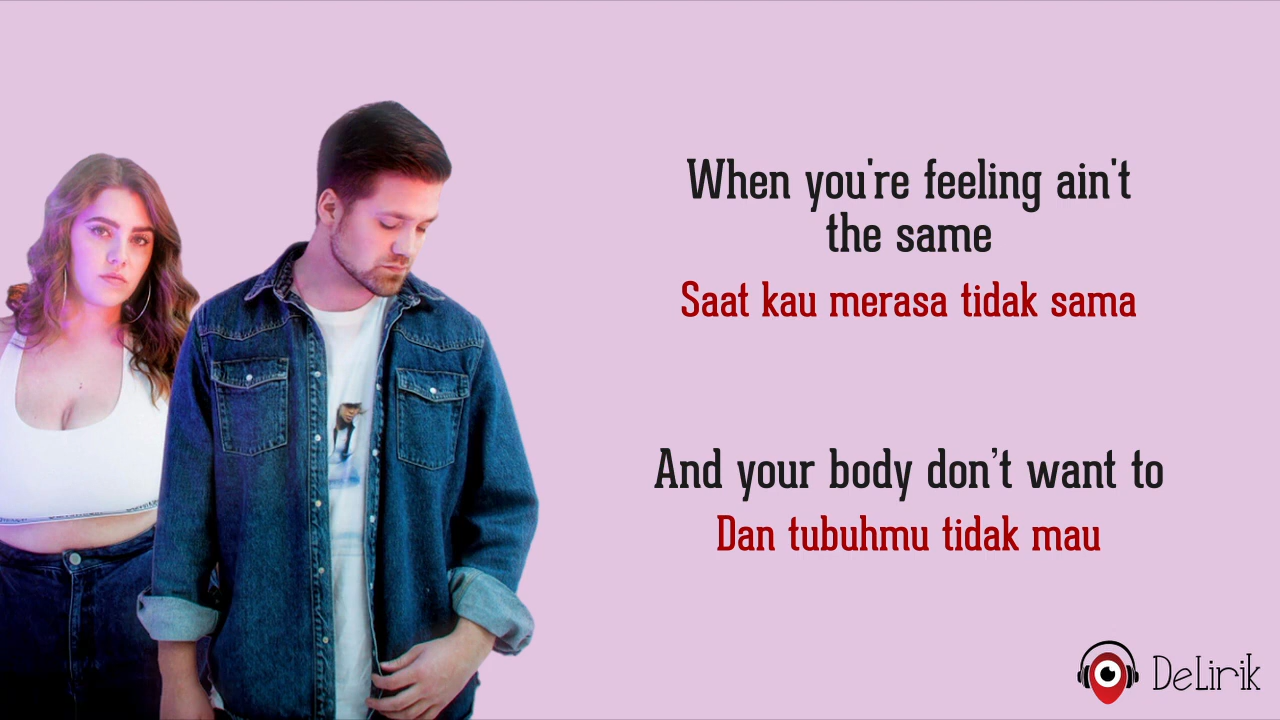 When you're feeling ain't
the same
Saat kau merasa tidak sama
And your body don't want to
Dan tubuhmu tidak mau
DeLirik